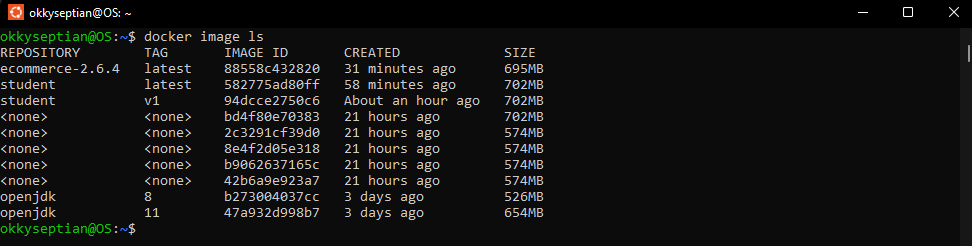 okkyseptian@OS: ~
okkyseptian@OS:~$ docker image ls
REPOSITORY TAG IMAGE ID CREATED SIZE
ecommerce-2.6.4 latest 88558c432820 31 minutes ago 695MB
student latest 582775ad80ff 58 minutes ago 702MB
student v1 94dcce2750c6 About an hour ago 702MB
<none> <none> bd4f80e70383 21 hours ago 702MB
<none> <none> 2c3291cf39d0 21 hours ago 574MB
<none> <none> 8e4f2d05e318 21 hours ago 574MB
<none> <none> b9062637165c 21 hours ago 574MB
<none> <none> 42b6a9e923a7 21 hours ago 574MB
openjdk 8 b273004037cc 3 days ago 526MB
openjdk 11 47a932d998b7 3 days ago 654MB
okkyseptian@OS:~$